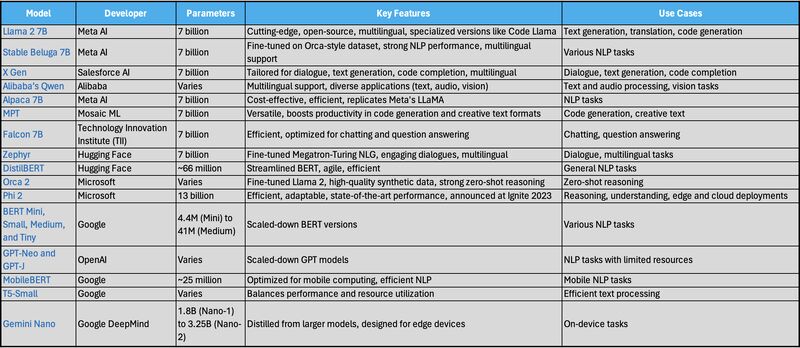 Model Developer Parameters Key Features Use Cases
Llama 2 7B Meta AI 7 billion Cutting-edge, open-source, multilingual, specialized versions like Code Llama Text generation, translation, code generation
Stable Beluga 7B Meta AI 7 billion Fine-tuned on Orca-style dataset, strong NLP performance, multilingual support Various NLP tasks
X Gen Salesforce AI 7 billion Tailored for dialogue, text generation, code completion, multilingual Dialogue, text generation, code completion
Alibaba's Qwen Alibaba Varies Multilingual support, diverse applications (text, audio, vision) Text and audio processing, vision tasks
Alpaca 7B Meta AI 7 billion Cost-effective, efficient, replicates Meta's LLaMA NLP tasks
MPT Mosaic ML 7 billion Versatile, boosts productivity in code generation and creative text formats Code generation, creative text
Falcon 7B Technology Innovation Institute (TII) 7 billion Efficient, optimized for chatting and question answering Chatting, question answering
Zephyr Hugging Face 7 billion Fine-tuned Megatron-Turing NLG, engaging dialogues, multilingual Dialogue, multilingual tasks
DistilBERT Hugging Face ~66 million Streamlined BERT, agile, efficient General NLP tasks
Orca 2 Microsoft Varies Fine-tuned Llama 2, high-quality synthetic data, strong zero-shot reasoning Zero-shot reasoning
Phi 2 Microsoft 13 billion Efficient, adaptable, state-of-the-art performance, announced at Ignite 2023 Reasoning, understanding, edge and cloud deployments
BERT Mini, Small, Medium, and Tiny Google 4.4M (Mini) to 41M (Medium) Scaled-down BERT versions Various NLP tasks
GPT-Neo and GPT-J OpenAI Varies Scaled-down GPT models NLP tasks with limited resources
MobileBERT Google ~25 million Optimized for mobile computing, efficient NLP Mobile NLP tasks
T5-Small Google Varies Balances performance and resource utilization Efficient text processing
Gemini Nano Google DeepMind 1.8B (Nano-1) to 3.25B (Nano-2) Distilled from larger models, designed for edge devices On-device tasks